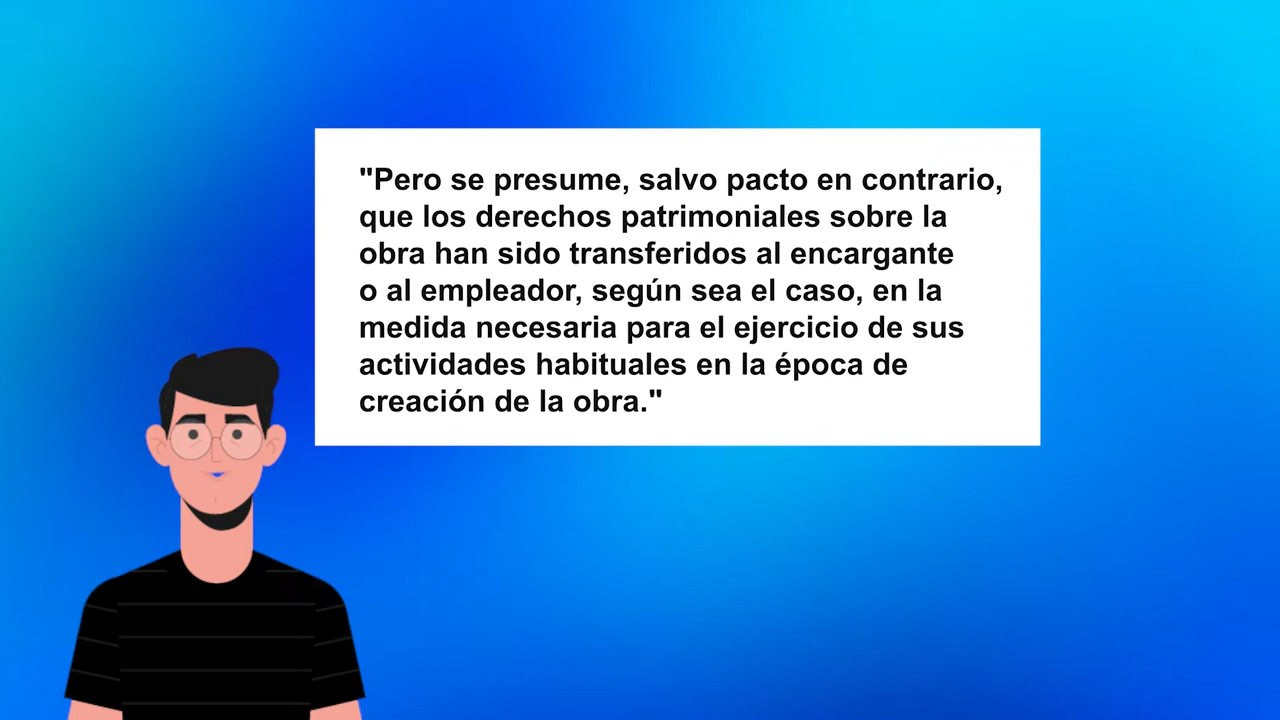 "Pero se presume, salvo pacto en contrario,
que los derechos patrimoniales sobre la
obra han sido transferidos al encargante
o al empleador, según sea el caso, en la
medida necesaria para el ejercicio de sus
actividades habituales en la época de
creación de la obra."